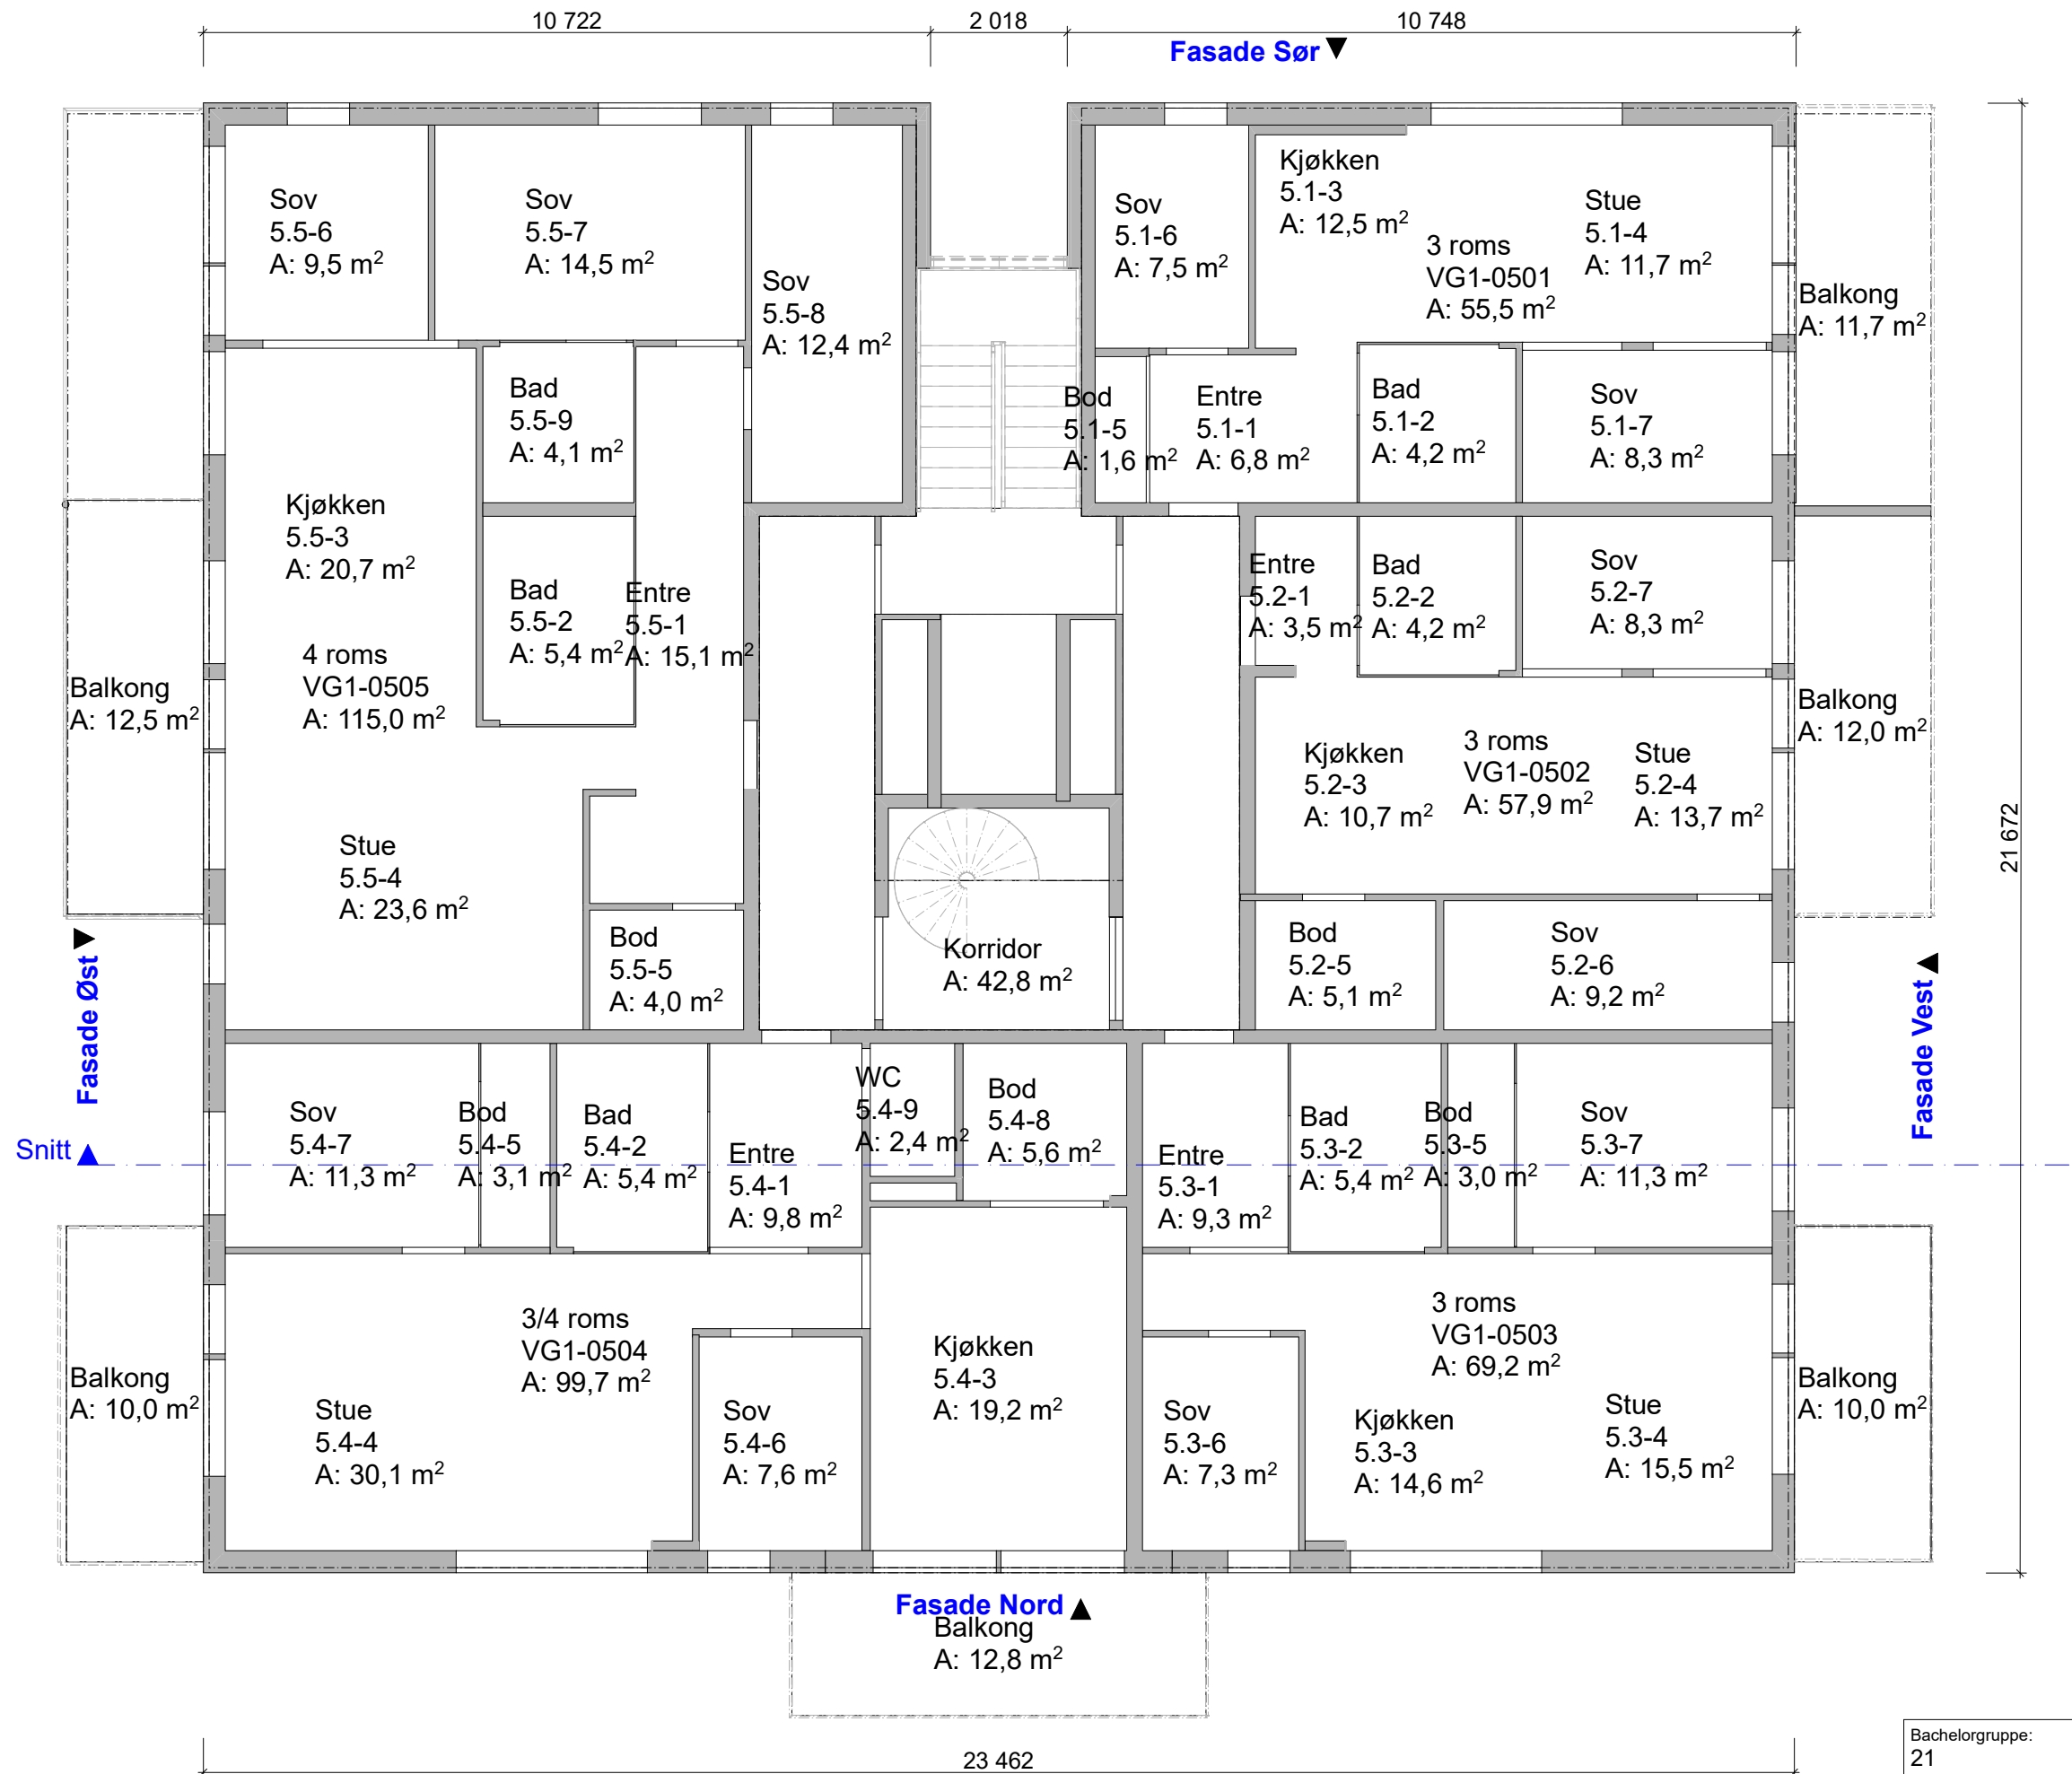 10 722
2 018
10 748
Fasade Sør
Sov
5.5-6
A: 9,5 m²
Sov
5.5-7
A: 14,5 m²
Sov
5.5-8
A: 12,4 m²
Sov
5.1-6
A: 7,5 m²
Kjøkken
5.1-3
A: 12,5 m²
3 roms
VG1-0501
A: 55,5 m²
Stue
5.1-4
A: 11,7 m²
Balkong
A: 11,7 m²
Bad
5.5-9
A: 4,1 m²
Bod
5.1-5
A: 1,6 m²
Entre
5.1-1
A: 6,8 m²
Bad
5.1-2
A: 4,2 m²
Sov
5.1-7
A: 8,3 m²
Kjøkken
5.5-3
A: 20,7 m²
Bad
5.5-2
A: 5,4 m²
Entre
5.5-1
A: 15,1 m²
Entre
5.2-1
A: 3,5 m²
Bad
5.2-2
A: 4,2 m²
Sov
5.2-7
A: 8,3 m²
4 roms
VG1-0505
A: 115,0 m²
Balkong
A: 12,5 m²
Balkong
A: 12,0 m²
Kjøkken
5.2-3
A: 10,7 m²
3 roms
VG1-0502
A: 57,9 m²
Stue
5.2-4
A: 13,7 m²
21 672
Stue
5.5-4
A: 23,6 m²
Bod
5.5-5
A: 4,0 m²
Korridor
A: 42,8 m²
Bod
5.2-5
A: 5,1 m²
Sov
5.2-6
A: 9,2 m²
Fasade Øst
Fasade Vest
Snitt
Sov
5.4-7
A: 11,3 m²
Bod
5.4-5
A: 3,1 m²
Bad
5.4-2
A: 5,4 m²
Entre
5.4-1
A: 9,8 m²
WC
5.4-9
A: 2,4 m²
Bod
5.4-8
A: 5,6 m²
Entre
5.3-1
A: 9,3 m²
Bad
5.3-2
A: 5,4 m²
Bod
5.3-5
A: 3,0 m²
Sov
5.3-7
A: 11,3 m²
Balkong
A: 10,0 m²
Stue
5.4-4
A: 30,1 m²
3/4 roms
VG1-0504
A: 99,7 m²
Sov
5.4-6
A: 7,6 m²
Kjøkken
5.4-3
A: 19,2 m²
Sov
5.3-6
A: 7,3 m²
Kjøkken
5.3-3
A: 14,6 m²
3 roms
VG1-0503
A: 69,2 m²
Stue
5.3-4
A: 15,5 m²
Balkong
A: 10,0 m²
Fasade Nord
Balkong
A: 12,8 m²
23 462
Bachelorgruppe:
21